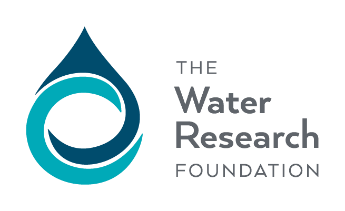 THE
Water
Research
FOUNDATION